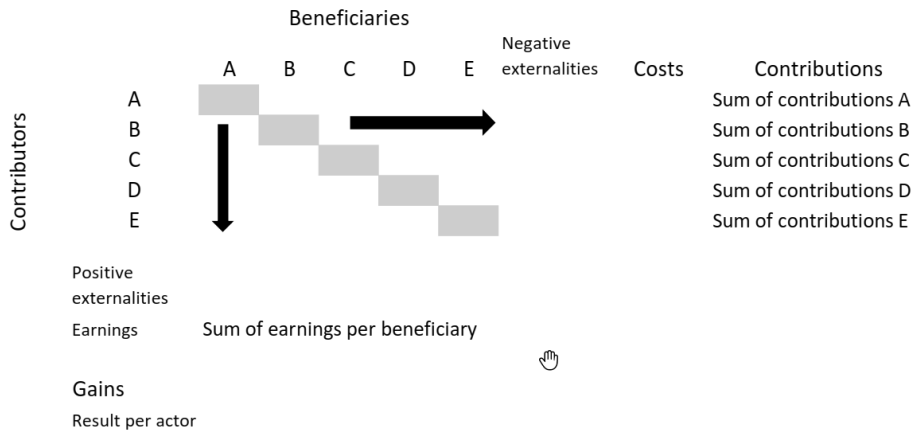 Beneficiaries
Negative
externalities
A B C D E Costs Contributions
Contributors
A Sum of contributions A
B Sum of contributions B
C Sum of contributions C
D Sum of contributions D
E Sum of contributions E
Positive
externalities
Earnings Sum of earnings per beneficiary
Gains
Result per actor